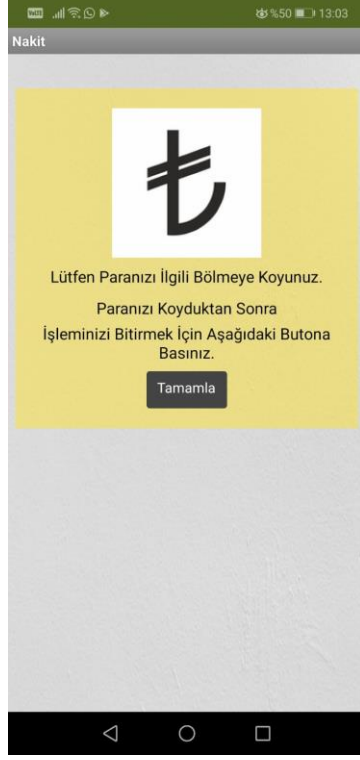 %50 13:03
Nakit
Lütfen Paranızı İlgili Bölmeye Koyunuz.
Paranızı Koyduktan Sonra
İşleminizi Bitirmek İçin Aşağıdaki Butona
Basınız.
Tamamla